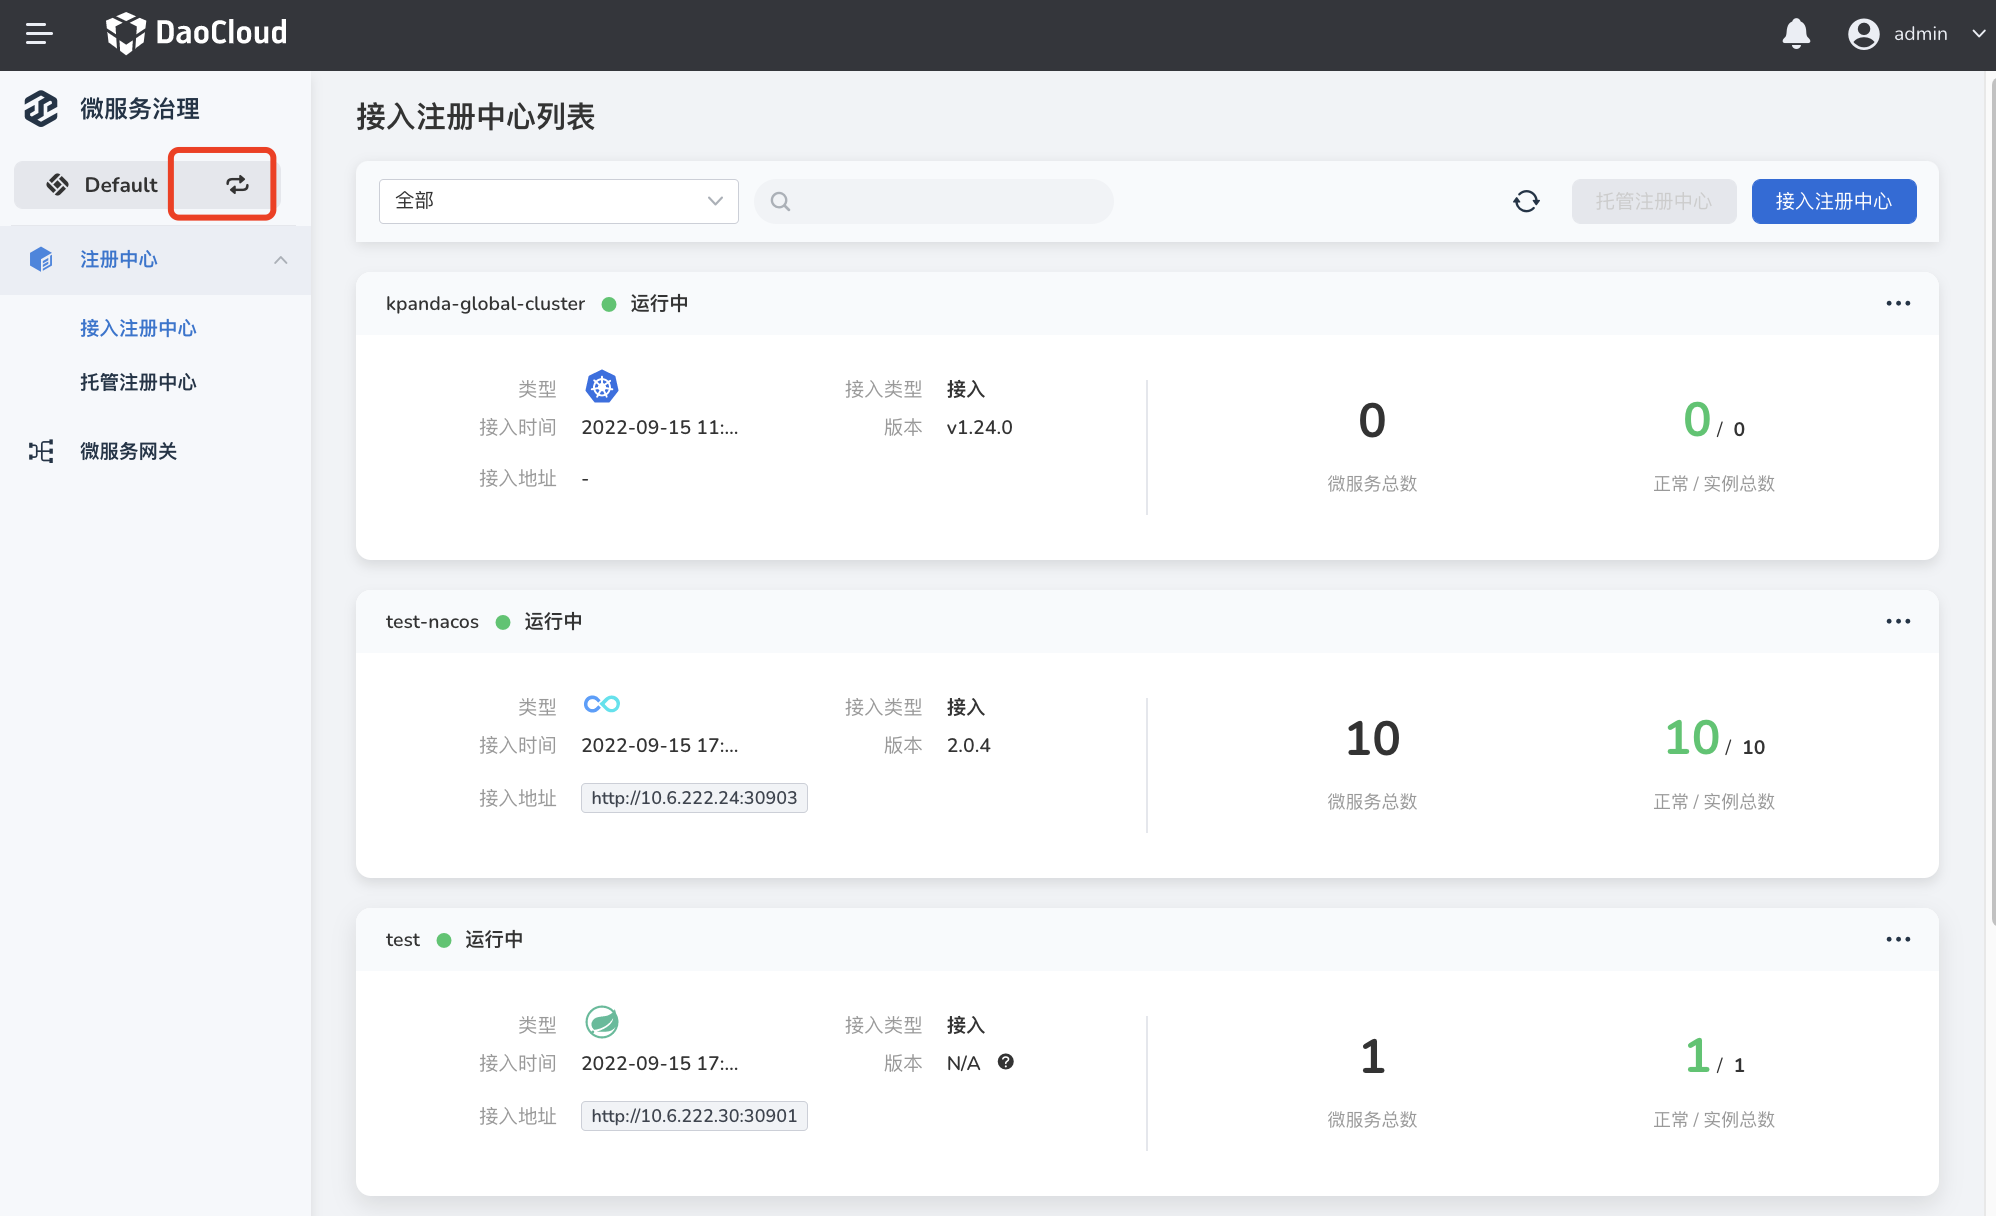 DaoCloud
admin
微服务治理
Default
注册中心
接入注册中心
托管注册中心
微服务网关
接入注册中心列表
全部
托管注册中心
接入注册中心
kpanda-global-cluster 运行中
类型
接入类型 接入
接入时间 2022-09-15 11:...
版本 v1.24.0
接入地址 -
0
微服务总数
0 / 0
正常 / 实例总数
test-nacos 运行中
类型
接入类型 接入
接入时间 2022-09-15 17:...
版本 2.0.4
接入地址 http://10.6.222.24:30903
10
微服务总数
10 / 10
正常 / 实例总数
test 运行中
类型
接入类型 接入
接入时间 2022-09-15 17:...
版本 N/A ?
接入地址 http://10.6.222.30:30901
1
微服务总数
1 / 1
正常 / 实例总数